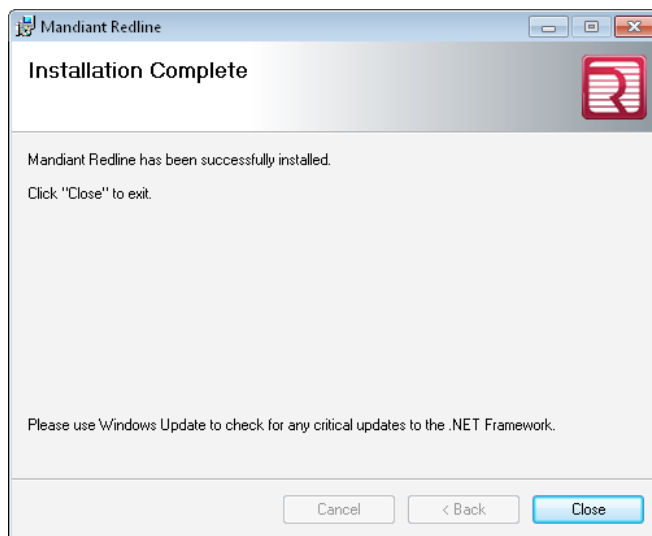 Mandiant Redline
Installation Complete
Mandiant Redline has been successfully installed.
Click "Close" to exit.
Please use Windows Update to check for any critical updates to the .NET Framework.
Cancel
< Back
Close